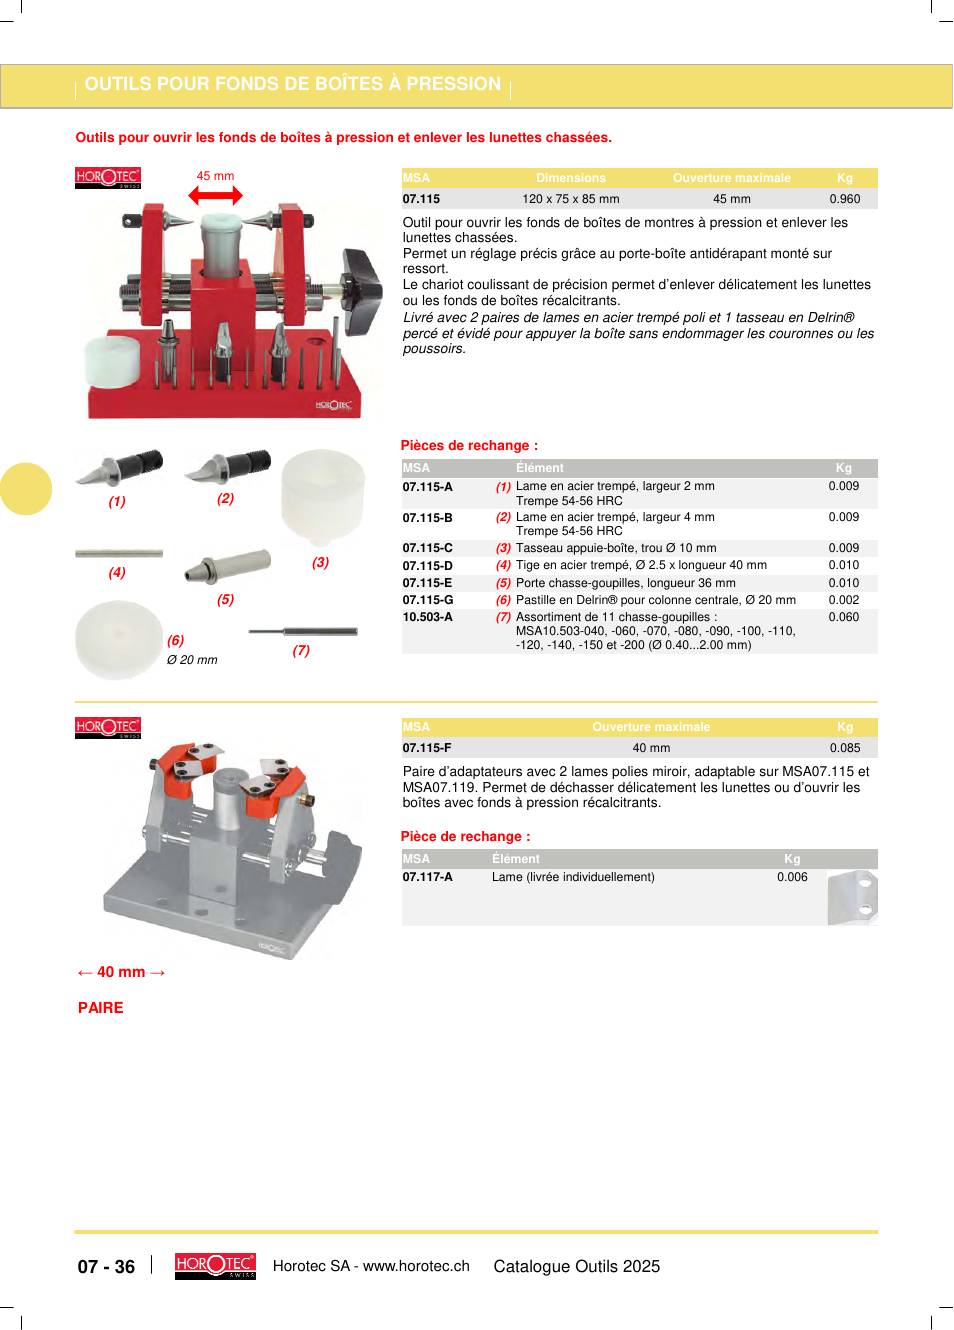 OUTILS POUR FONDS DE BOÎTES À PRESSION
Outils pour ouvrir les fonds de boîtes à pression et enlever les lunettes chassées.
HOROTEC®
SWISS
45 mm
HOROTEC
MSA Dimensions Ouverture maximale Kg
07.115 120 x 75 x 85 mm 45 mm 0.960
Outil pour ouvrir les fonds de boîtes de montres à pression et enlever les
lunettes chassées.
Permet un réglage précis grâce au porte-boîte antidérapant monté sur
ressort.
Le chariot coulissant de précision permet d'enlever délicatement les lunettes
ou les fonds de boîtes récalcitrants.
Livré avec 2 paires de lames en acier trempé poli et 1 tasseau en Delrin®
percé et évidé pour appuyer la boîte sans endommager les couronnes ou les
poussoirs.
(1)
(2)
(3)
(4)
(5)
(6)
Ø 20 mm
(7)
Pièces de rechange :
MSA Élément Kg
07.115-A (1) Lame en acier trempé, largeur 2 mm 0.009
Trempe 54-56 HRC
07.115-B (2) Lame en acier trempé, largeur 4 mm 0.009
Trempe 54-56 HRC
07.115-C (3) Tasseau appuie-boîte, trou Ø 10 mm 0.009
07.115-D (4) Tige en acier trempé, Ø 2.5 x longueur 40 mm 0.010
07.115-E (5) Porte chasse-goupilles, longueur 36 mm 0.010
07.115-G (6) Pastille en Delrin® pour colonne centrale, Ø 20 mm 0.002
10.503-A (7) Assortiment de 11 chasse-goupilles : 0.060
MSA10.503-040, -060, -070, -080, -090, -100, -110,
-120, -140, -150 et -200 (Ø 0.40...2.00 mm)
HOROTEC®
SWISS
HOROTEC
← 40 mm →
PAIRE
MSA Ouverture maximale Kg
07.115-F 40 mm 0.085
Paire d'adaptateurs avec 2 lames polies miroir, adaptable sur MSA07.115 et
MSA07.119. Permet de déchasser délicatement les lunettes ou d'ouvrir les
boîtes avec fonds à pression récalcitrants.
Pièce de rechange :
MSA Élément Kg
07.117-A Lame (livrée individuellement) 0.006
07 - 36 HOROTEC® SWISS Horotec SA - www.horotec.ch Catalogue Outils 2025